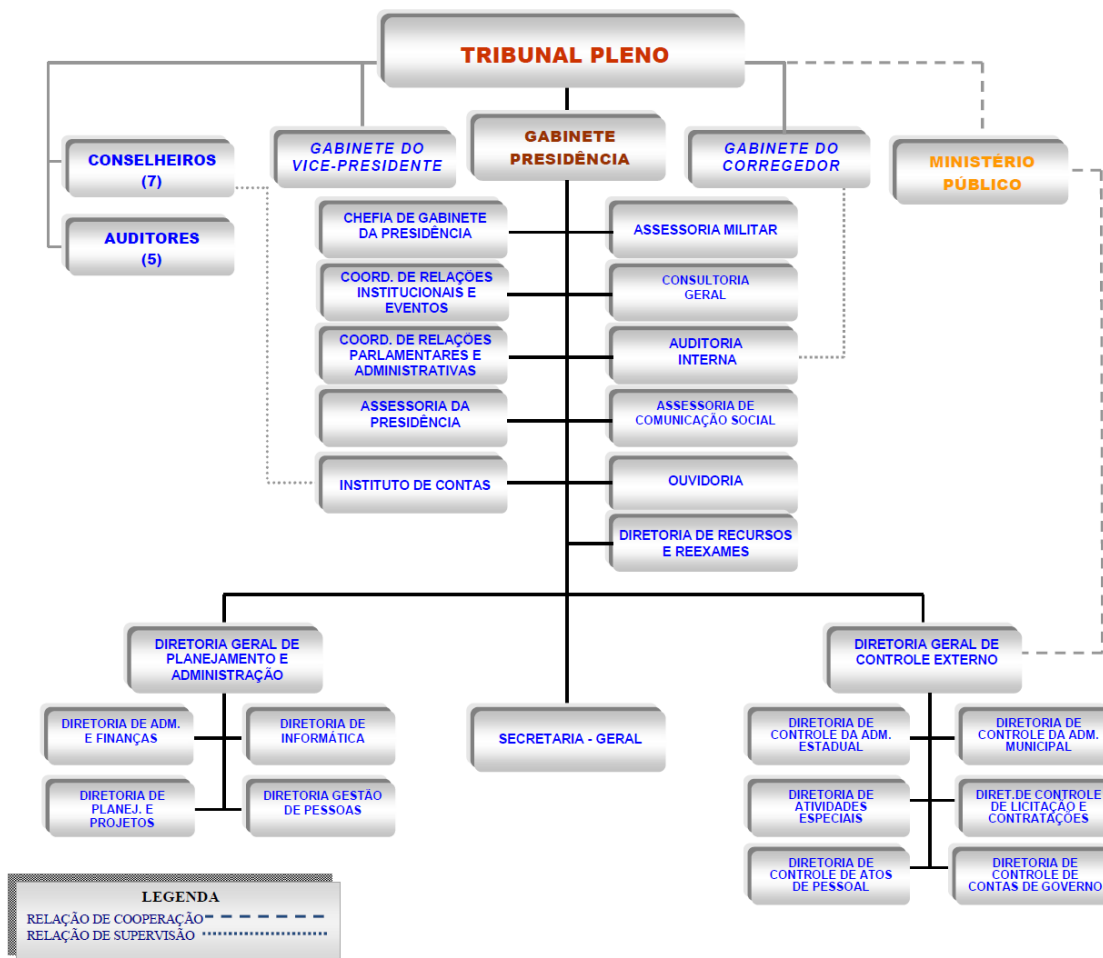 TRIBUNAL PLENO
GABINETE
PRESIDÊNCIA
GABINETE DO
VICE-PRESIDENTE
GABINETE DO
CORREGEDOR
CONSELHEIROS
(7)
MINISTÉRIO
PÚBLICO
AUDITORES
(5)
CHEFIA DE GABINETE
DA PRESIDÊNCIA
ASSESSORIA MILITAR
COORD. DE RELAÇÕES
INSTITUCIONAIS E
EVENTOS
CONSULTORIA
GERAL
COORD. DE RELAÇÕES
PARLAMENTARES E
ADMINISTRATIVAS
AUDITORIA
INTERNA
ASSESSORIA DA
PRESIDÊNCIA
ASSESSORIA DE
COMUNICAÇÃO SOCIAL
INSTITUTO DE CONTAS
OUVIDORIA
DIRETORIA DE RECURSOS
E REEXAMES
DIRETORIA GERAL DE
PLANEJAMENTO E
ADMINISTRAÇÃO
DIRETORIA GERAL DE
CONTROLE EXTERNO
DIRETORIA DE ADM.
E FINANÇAS
DIRETORIA DE
INFORMÁTICA
DIRETORIA DE
PLANEJ. E
PROJETOS
DIRETORIA GESTÃO
DE PESSOAS
SECRETARIA - GERAL
DIRETORIA DE
CONTROLE DA ADM.
ESTADUAL
DIRETORIA DE
CONTROLE DA ADM.
MUNICIPAL
DIRETORIA DE
ATIVIDADES
ESPECIAIS
DIRET.DE CONTROLE
DE LICITAÇÃO E
CONTRATAÇÕES
DIRETORIA DE
CONTROLE DE ATOS
DE PESSOAL
DIRETORIA DE
CONTROLE DE
CONTAS DE GOVERNO
LEGENDA
RELAÇÃO DE COOPERAÇÃO
RELAÇÃO DE SUPERVISÃO